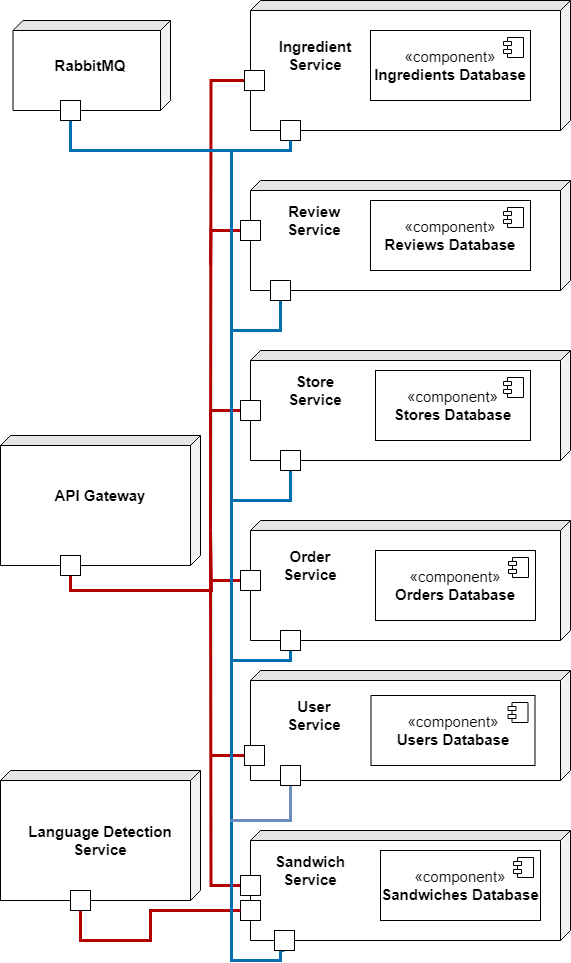 RabbitMQ
Ingredient
Service
«component»
Ingredients Database
Review
Service
«component»
Reviews Database
Store
Service
«component»
Stores Database
API Gateway
Order
Service
«component»
Orders Database
User
Service
«component»
Users Database
Language Detection
Service
Sandwich
Service
«component»
Sandwiches Database